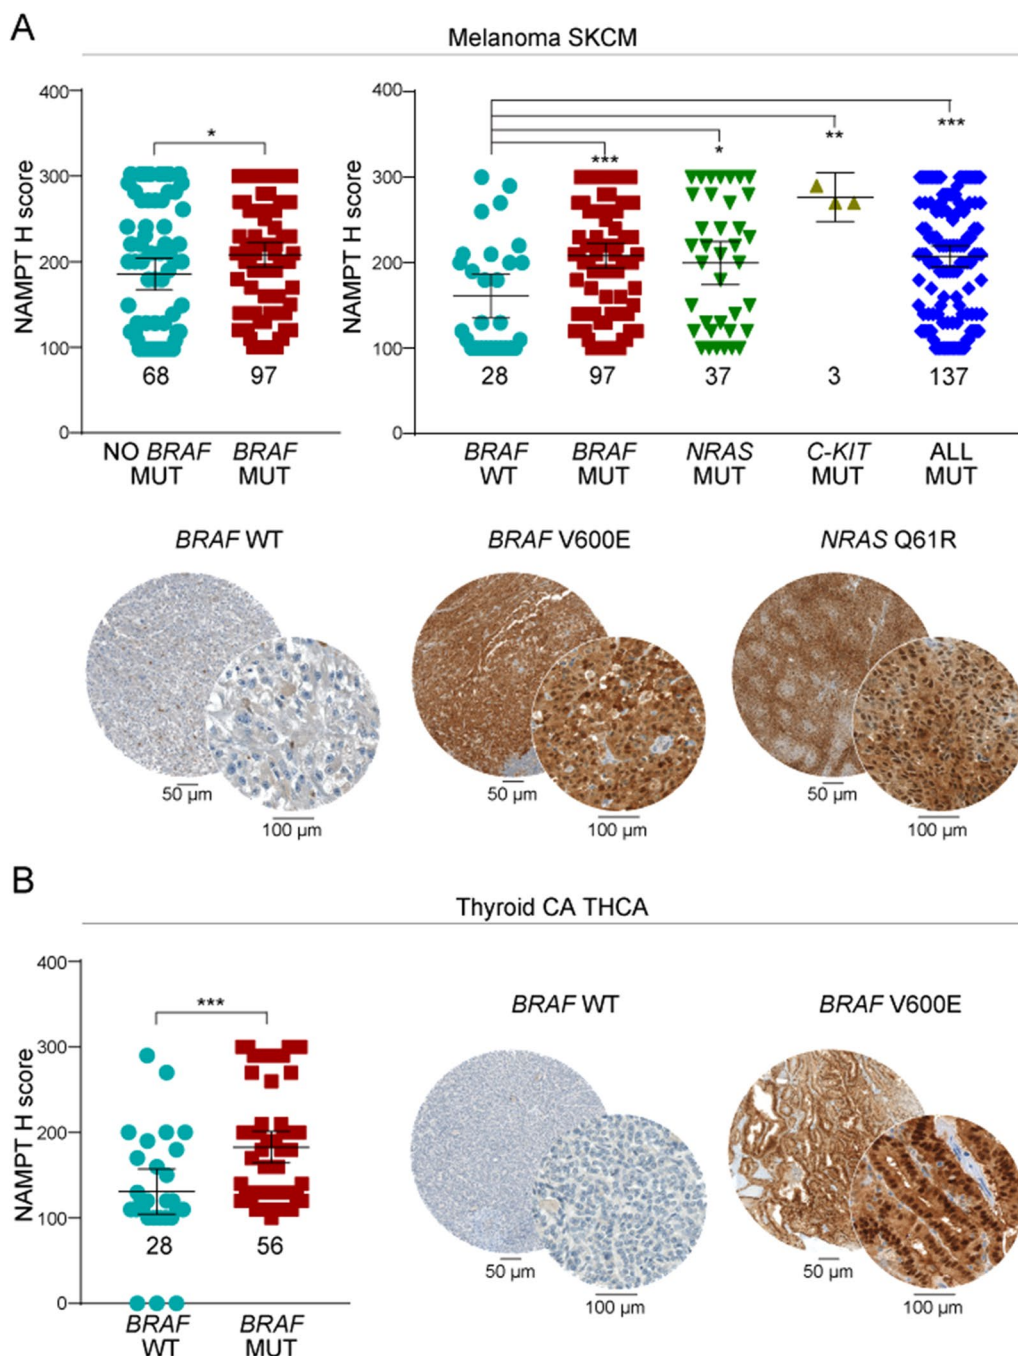 A
Melanoma SKCM
NAMPT H score
400
300
200
100
0
*
68
97
NO BRAF
MUT
BRAF
MUT
NAMPT H score
400
300
200
100
0
***
*
**
***
28
97
37
3
137
BRAF
WT
BRAF
MUT
NRAS
MUT
C-KIT
MUT
ALL
MUT
BRAF WT
50 µm
100 µm
BRAF V600E
50 µm
100 µm
NRAS Q61R
50 µm
100 µm
B
Thyroid CA THCA
NAMPT H score
400
300
200
100
0
***
28
56
BRAF
WT
BRAF
MUT
BRAF WT
50 µm
100 µm
BRAF V600E
50 µm
100 µm